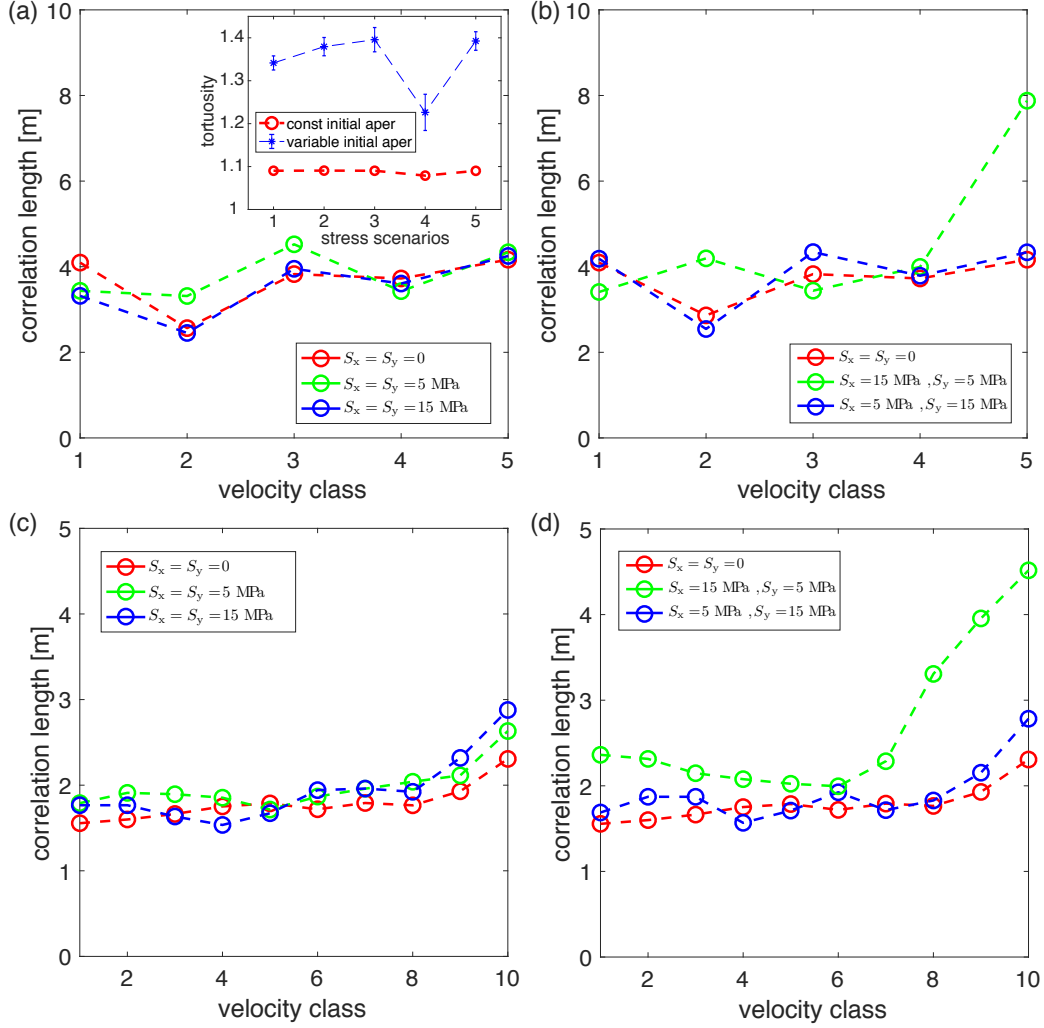 (a)
10
8
6
4
2
0
correlation length [m]
1 2 3 4 5
velocity class
1.4
1.3
1.2
1.1
1
tortuosity
const initial aper
variable initial aper
1 2 3 4 5
stress scenarios
S_x = S_y = 0
S_x = S_y = 5 MPa
S_x = S_y = 15 MPa
(b)
10
8
6
4
2
0
correlation length [m]
1 2 3 4 5
velocity class
S_x = S_y = 0
S_x = 15 MPa , S_y = 5 MPa
S_x = 5 MPa , S_y = 15 MPa
(c)
5
4
3
2
1
0
correlation length [m]
2 4 6 8 10
velocity class
S_x = S_y = 0
S_x = S_y = 5 MPa
S_x = S_y = 15 MPa
(d)
5
4
3
2
1
0
correlation length [m]
2 4 6 8 10
velocity class
S_x = S_y = 0
S_x = 15 MPa , S_y = 5 MPa
S_x = 5 MPa , S_y = 15 MPa